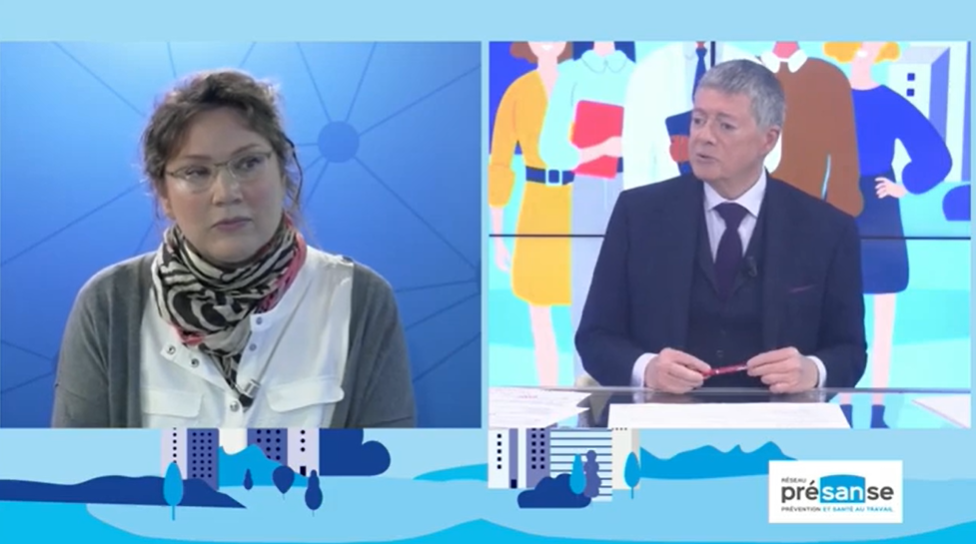 RÉSEAU
présanse
PRÉVENTION ET SANTÉ AU TRAVAIL